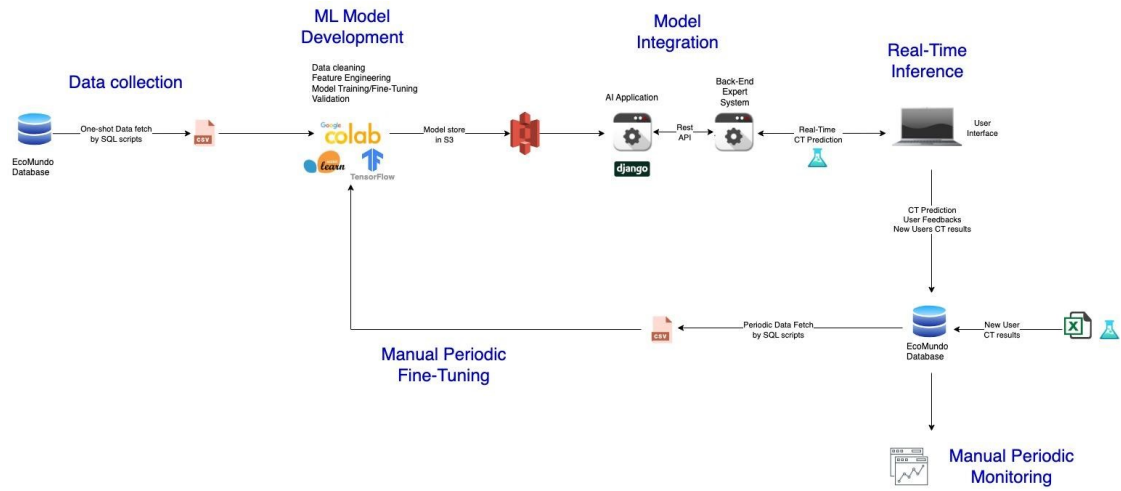 ML Model
Development
Model
Integration
Real-Time
Inference
Data collection
Data cleaning
Feature Engineering
Model Training/Fine-Tuning
Validation
Back-End
Expert
System
AI Application
One-shot Data fetch
by SQL scripts
CSV
Google
colab
learn
TensorFlow
Model store
in S3
Rest
API
django
Real-Time
CT Prediction
User
Interface
EcoMundo
Database
CT Prediction
User Feedbacks
New Users CT results
Periodic Data Fetch
by SQL scripts
CSV
EcoMundo
Database
New User
CT results
X
Manual Periodic
Fine-Tuning
Manual Periodic
Monitoring